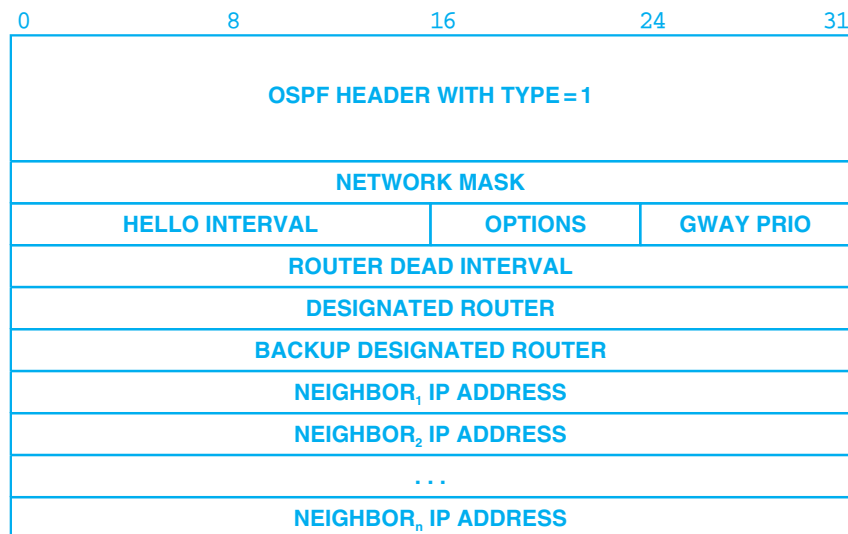 0 8 16 24 31
OSPF HEADER WITH TYPE = 1
NETWORK MASK
HELLO INTERVAL OPTIONS GWAY PRIO
ROUTER DEAD INTERVAL
DESIGNATED ROUTER
BACKUP DESIGNATED ROUTER
NEIGHBOR₁ IP ADDRESS
NEIGHBOR₂ IP ADDRESS
. . .
NEIGHBORₙ IP ADDRESS